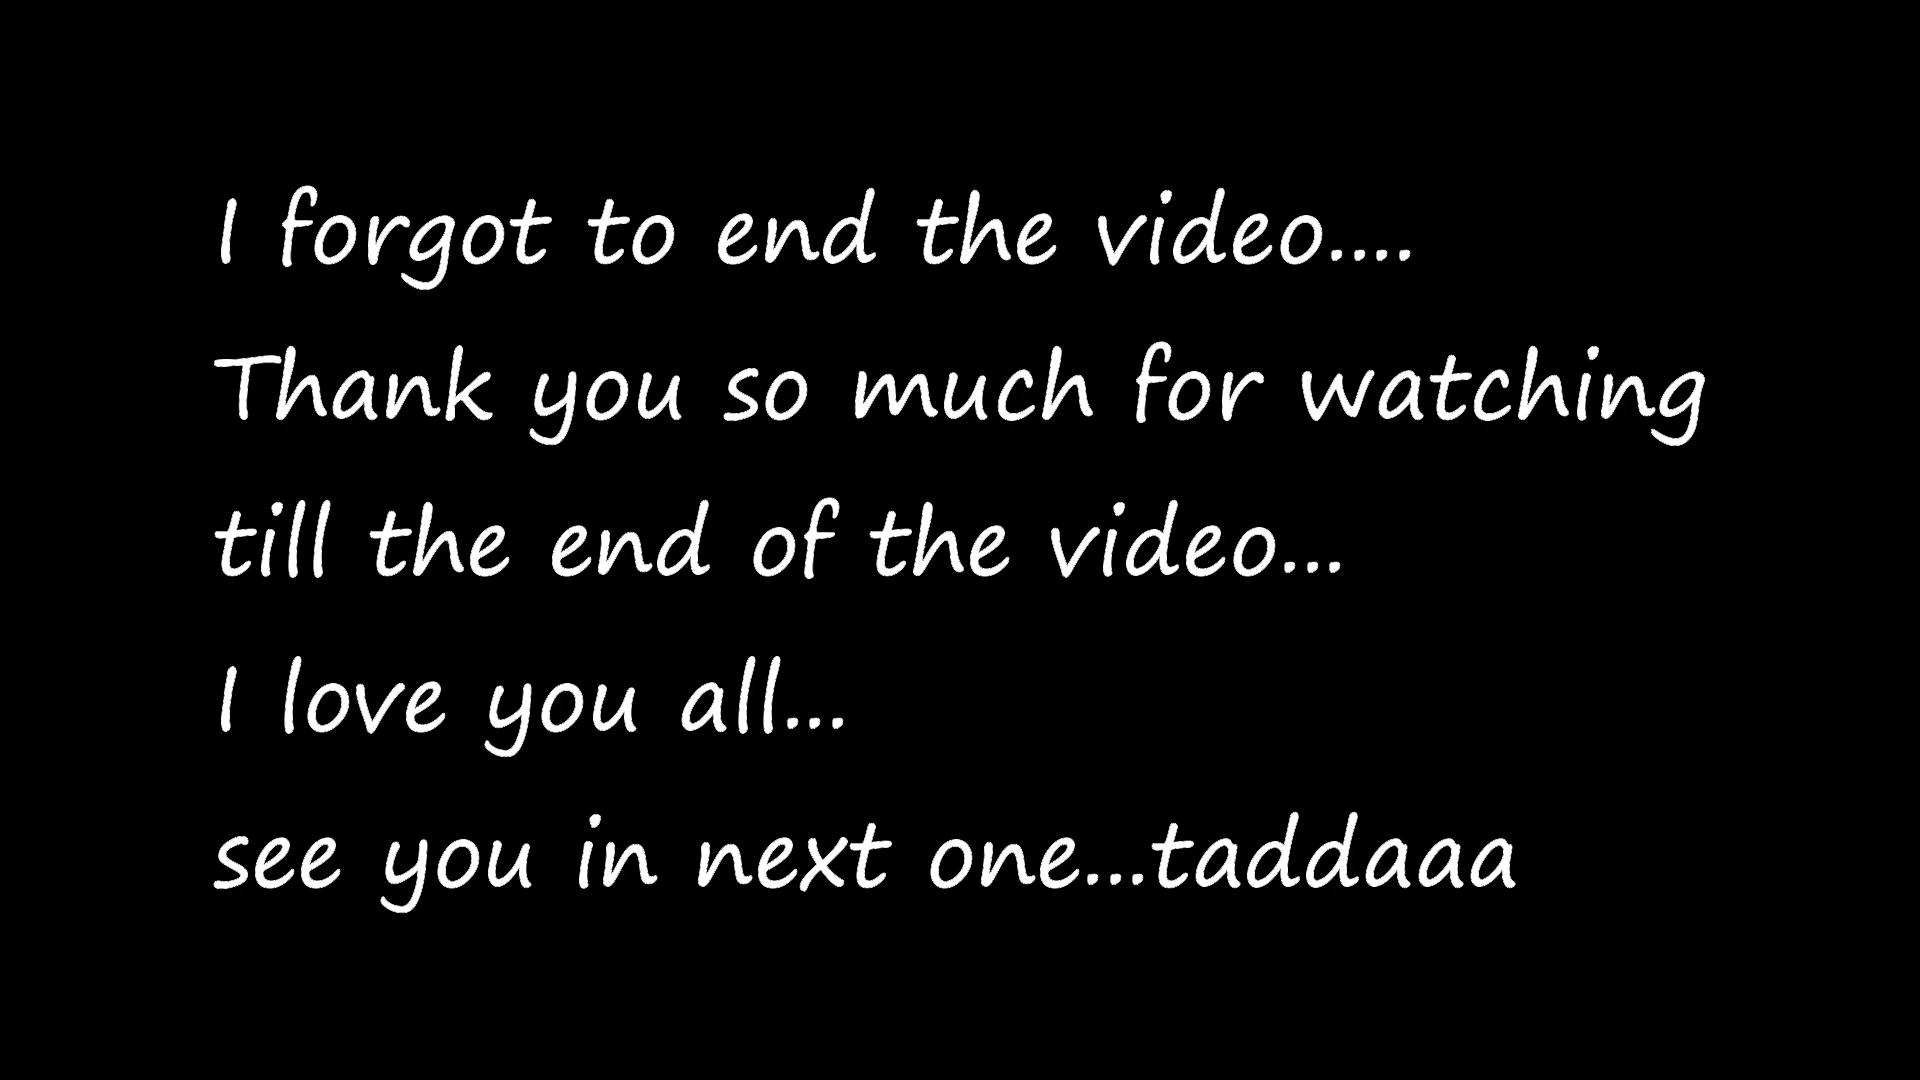 I forgot to end the video....
Thank you so much for watching
till the end of the video...
I love you all...
see you in next one...taddaaa